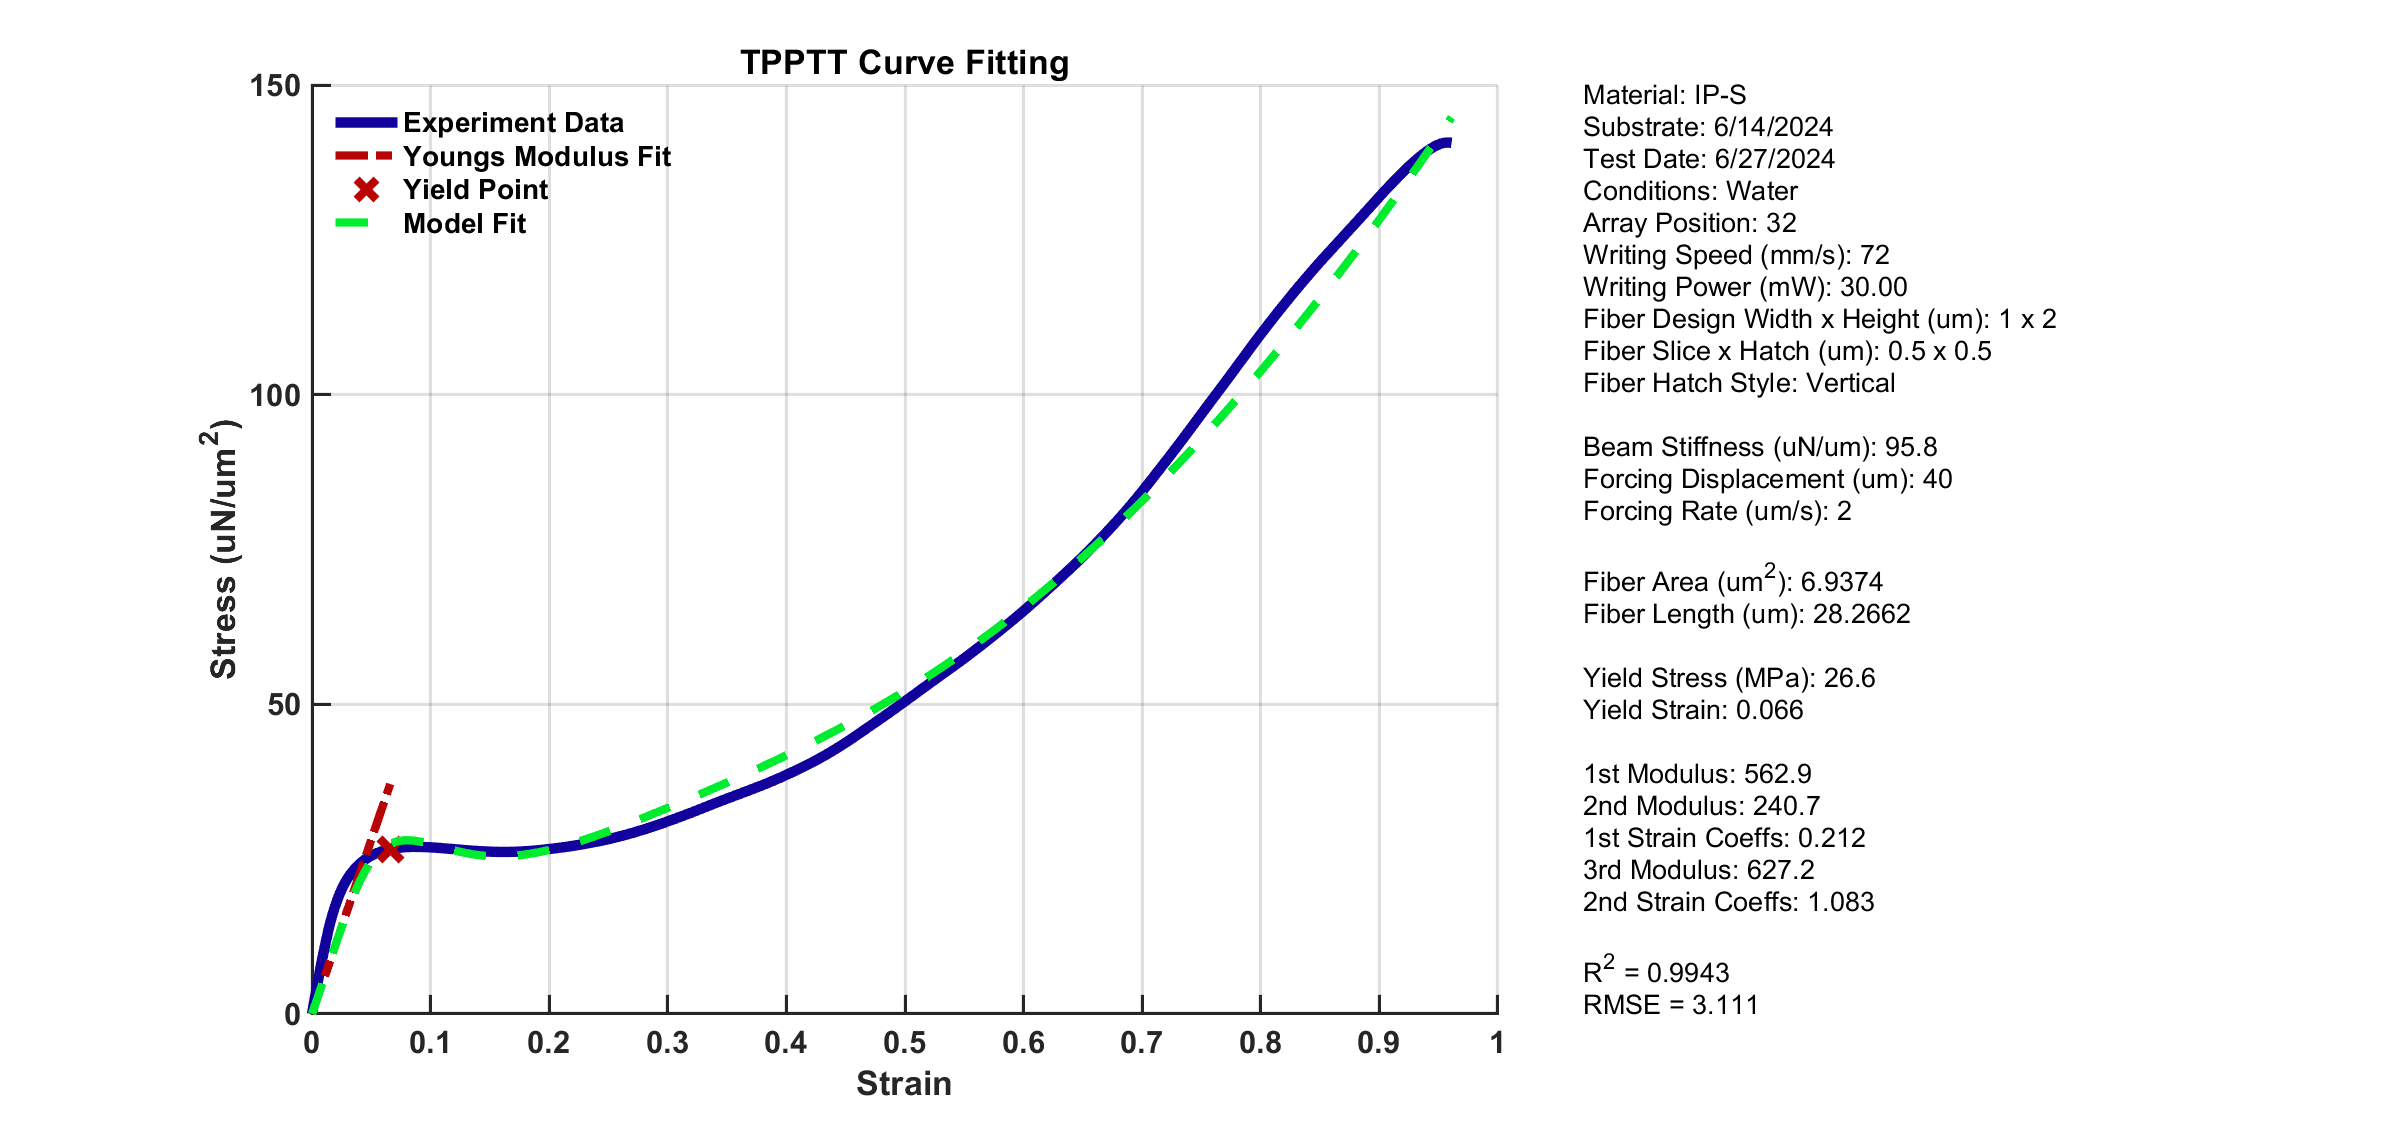 TPPTT Curve Fitting
150
100
50
0
Stress (uN/um²)
Experiment Data
Youngs Modulus Fit
Yield Point
Model Fit
0 0.1 0.2 0.3 0.4 0.5 0.6 0.7 0.8 0.9 1
Strain
Material: IP-S
Substrate: 6/14/2024
Test Date: 6/27/2024
Conditions: Water
Array Position: 32
Writing Speed (mm/s): 72
Writing Power (mW): 30.00
Fiber Design Width x Height (um): 1 x 2
Fiber Slice x Hatch (um): 0.5 x 0.5
Fiber Hatch Style: Vertical
Beam Stiffness (uN/um): 95.8
Forcing Displacement (um): 40
Forcing Rate (um/s): 2
Fiber Area (um²): 6.9374
Fiber Length (um): 28.2662
Yield Stress (MPa): 26.6
Yield Strain: 0.066
1st Modulus: 562.9
2nd Modulus: 240.7
1st Strain Coeffs: 0.212
3rd Modulus: 627.2
2nd Strain Coeffs: 1.083
R² = 0.9943
RMSE = 3.111